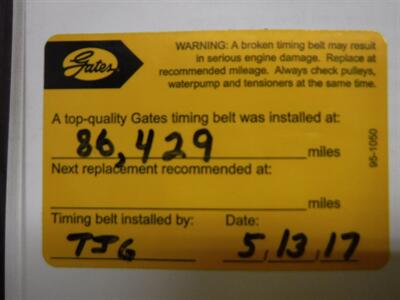 Gates
WARNING: A broken timing belt may result
in serious engine damage. Replace at
recommended mileage. Always check pulleys,
waterpump and tensioners at the same time.
A top-quality Gates timing belt was installed at:
86,429 miles
Next replacement recommended at:
miles
95-1050
Timing belt installed by: Date:
TJG 5,13,17